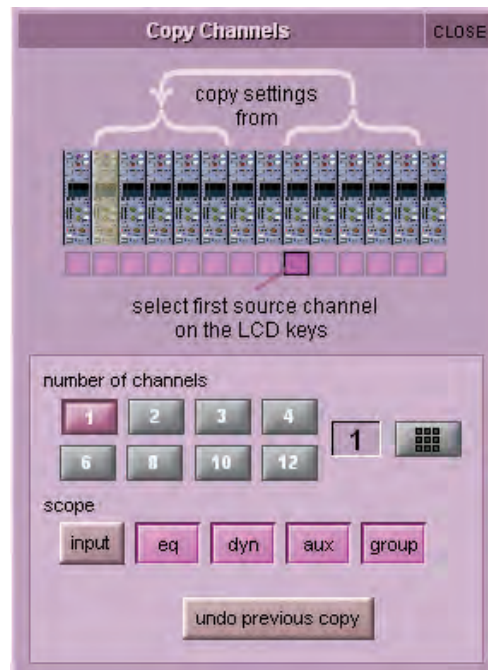 Copy Channels
CLOSE
copy settings
from
select first source channel
on the LCD keys
number of channels
1 2 3 4 1
6 8 10 12
scope
input eq dyn aux group
undo previous copy